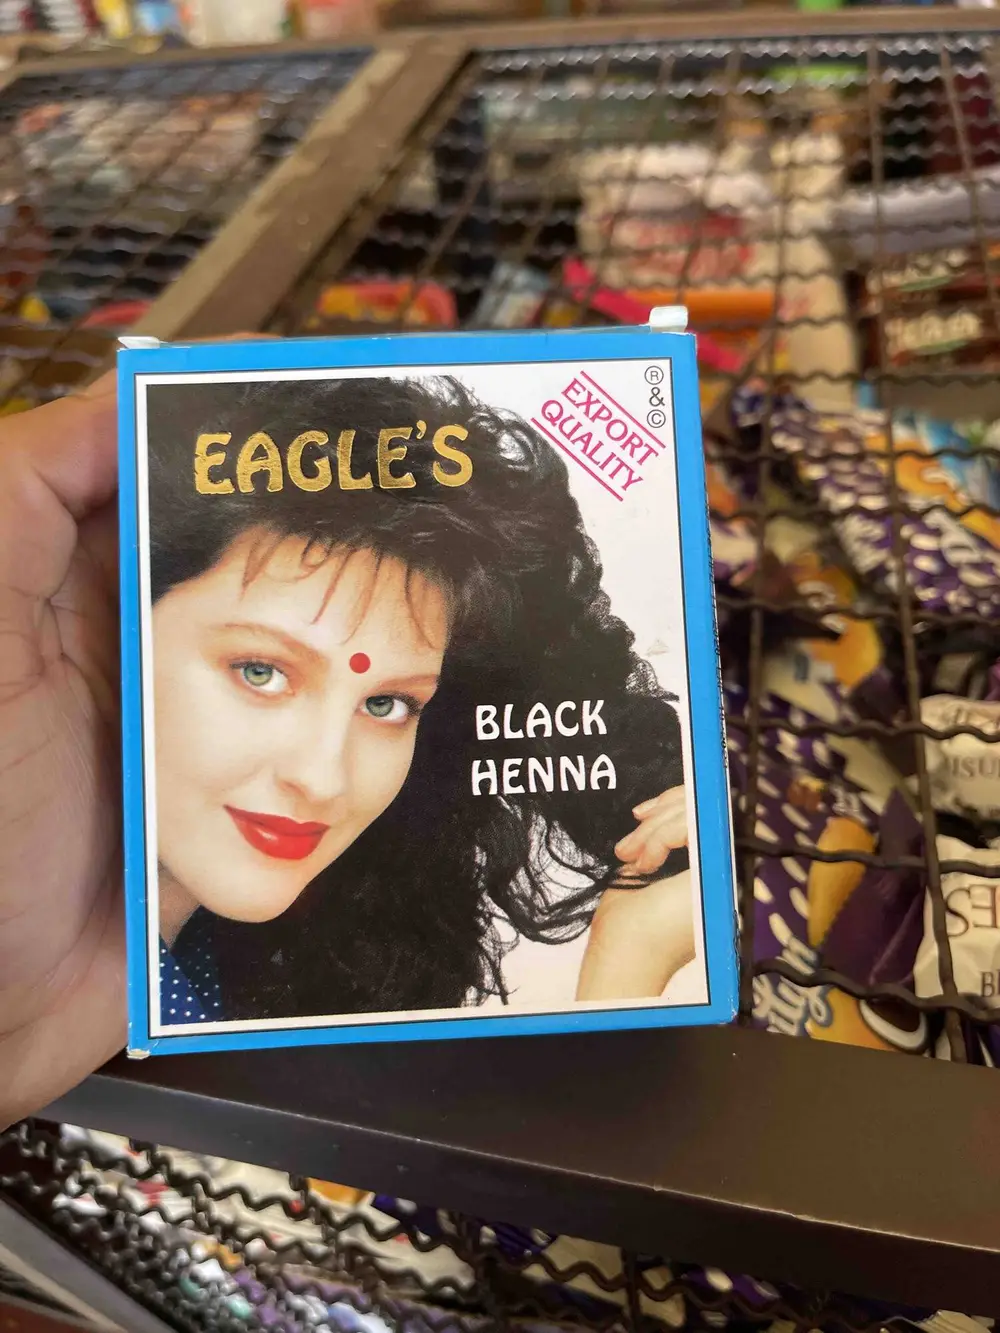 EAGLE'S
EXPORT
QUALITY
® & ©
BLACK
HENNA